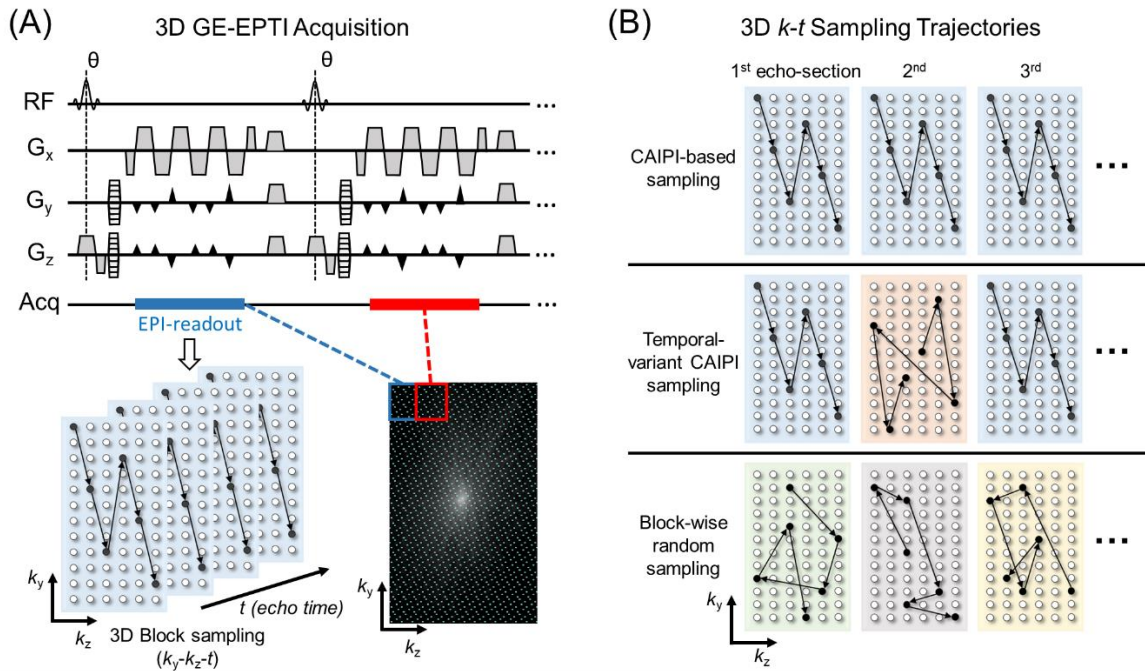 (A)
3D GE-EPTI Acquisition
θ
θ
RF
...
Gx
...
Gy
...
Gz
...
Acq
...
EPI-readout
ky
kz
t (echo time)
3D Block sampling
(ky-kz-t)
ky
kz
(B)
3D k-t Sampling Trajectories
1st echo-section
2nd
3rd
CAIPI-based
sampling
...
Temporal-
variant CAIPI
sampling
...
Block-wise
random
sampling
...
ky
kz